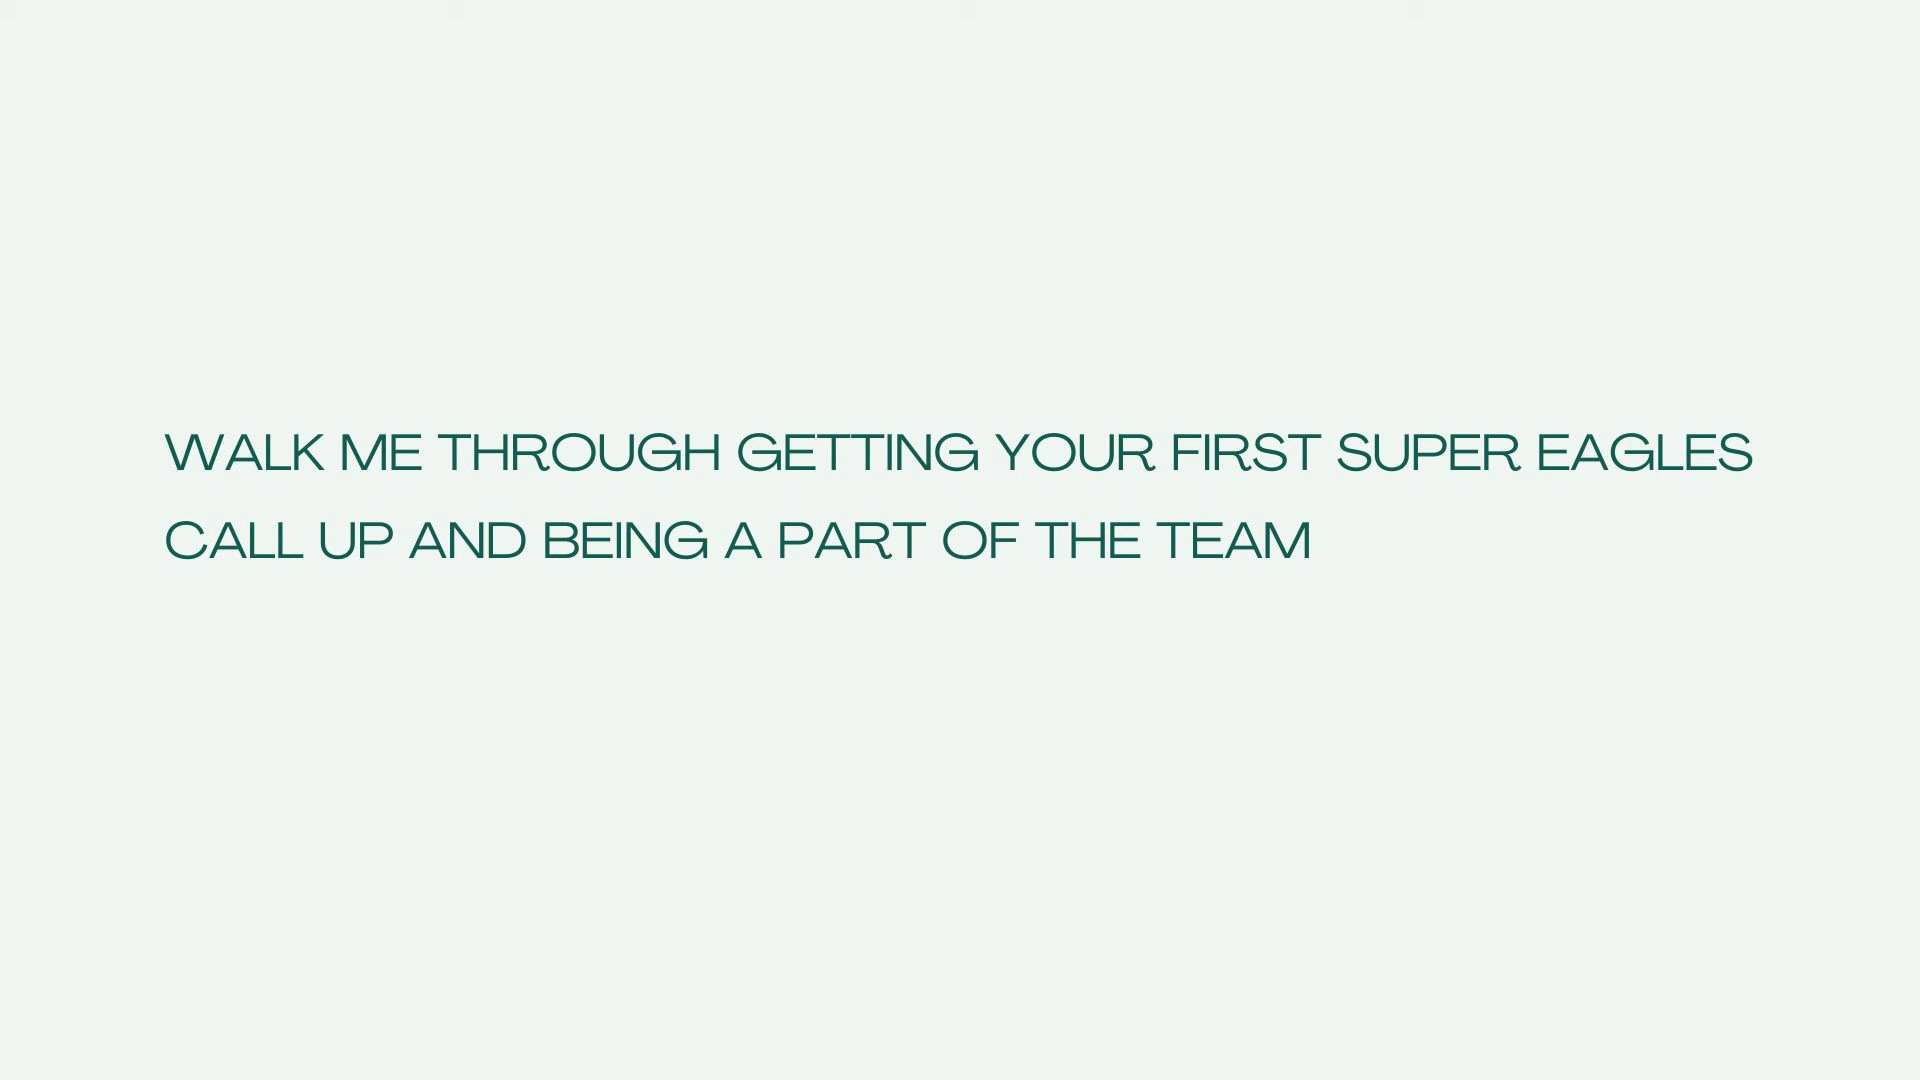 WALK ME THROUGH GETTING YOUR FIRST SUPER EAGLES
CALL UP AND BEING A PART OF THE TEAM